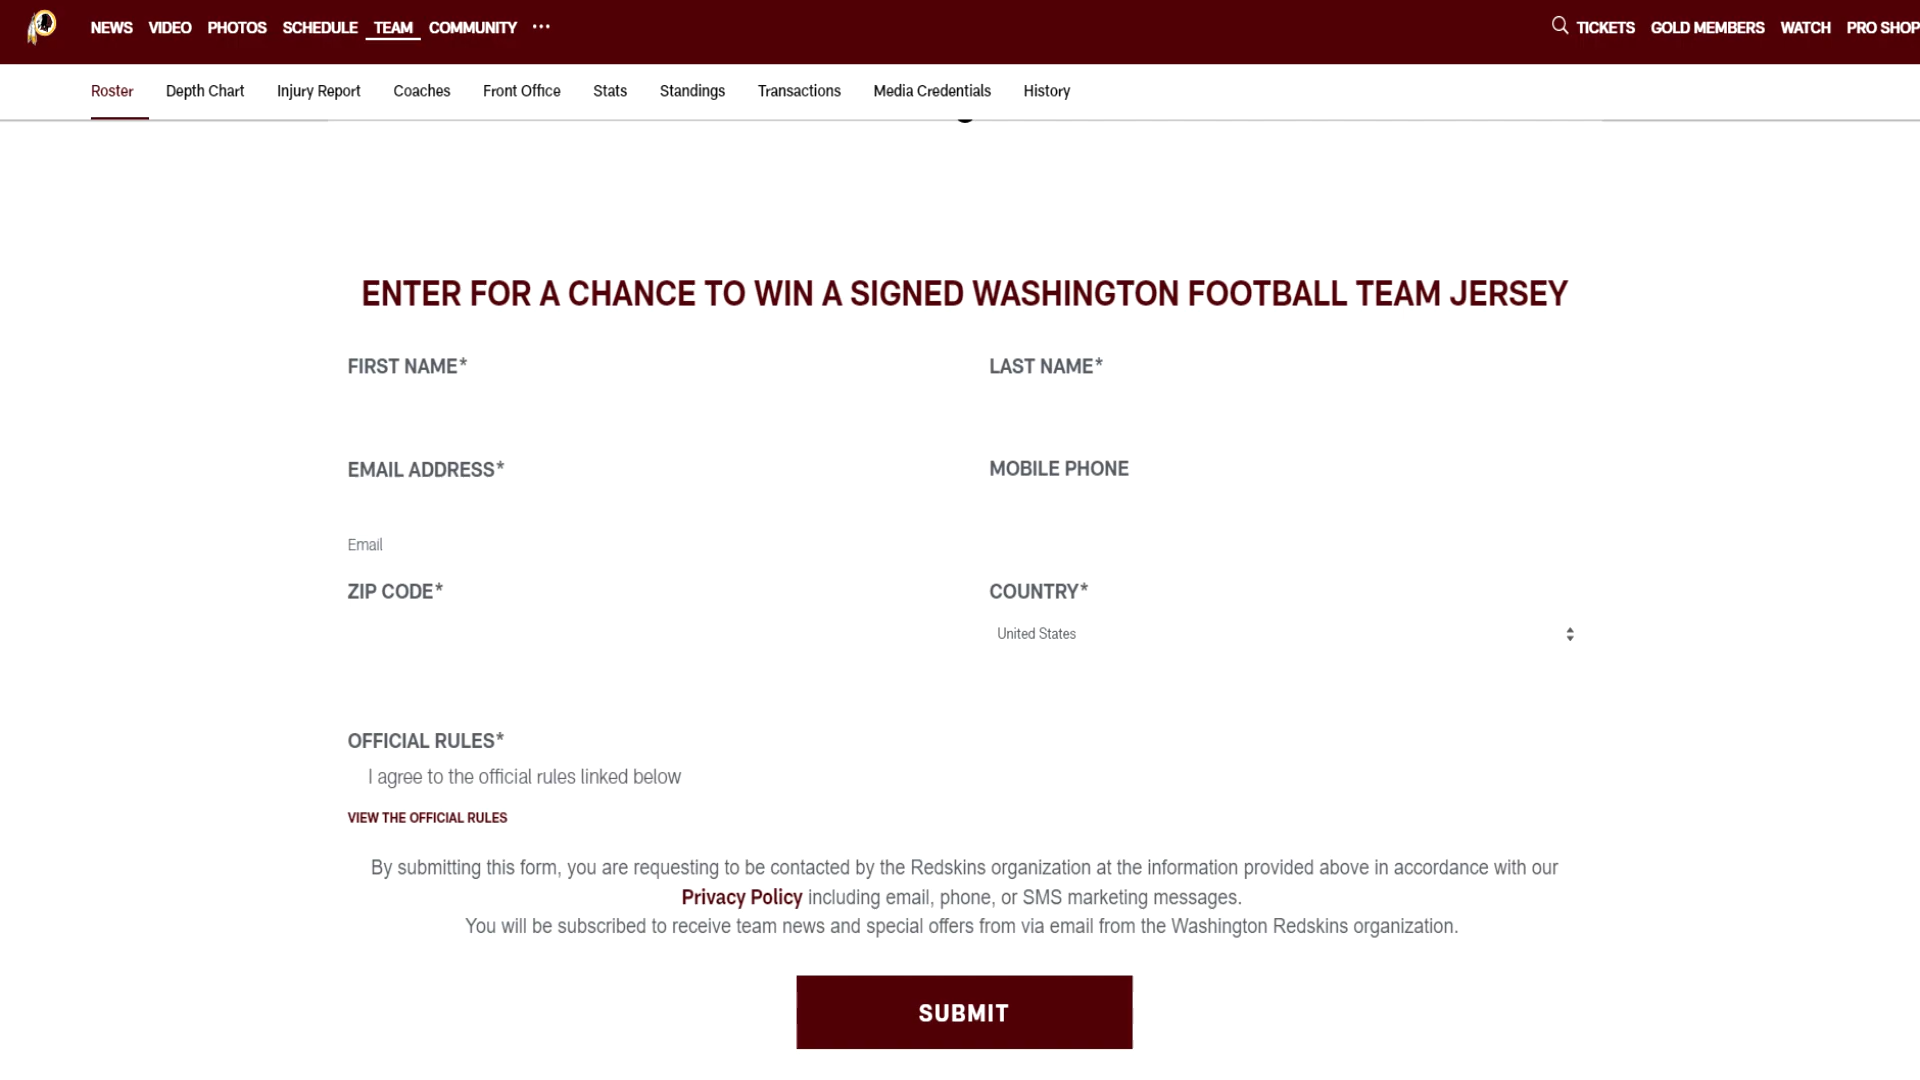 NEWS VIDEO PHOTOS SCHEDULE TEAM COMMUNITY ••• TICKETS GOLD MEMBERS WATCH PRO SHOP
Roster Depth Chart Injury Report Coaches Front Office Stats Standings Transactions Media Credentials History
ENTER FOR A CHANCE TO WIN A SIGNED WASHINGTON FOOTBALL TEAM JERSEY
FIRST NAME* LAST NAME*
EMAIL ADDRESS* MOBILE PHONE
Email
ZIP CODE* COUNTRY*
United States
OFFICIAL RULES*
I agree to the official rules linked below
VIEW THE OFFICIAL RULES
By submitting this form, you are requesting to be contacted by the Redskins organization at the information provided above in accordance with our
Privacy Policy including email, phone, or SMS marketing messages.
You will be subscribed to receive team news and special offers from via email from the Washington Redskins organization.
SUBMIT